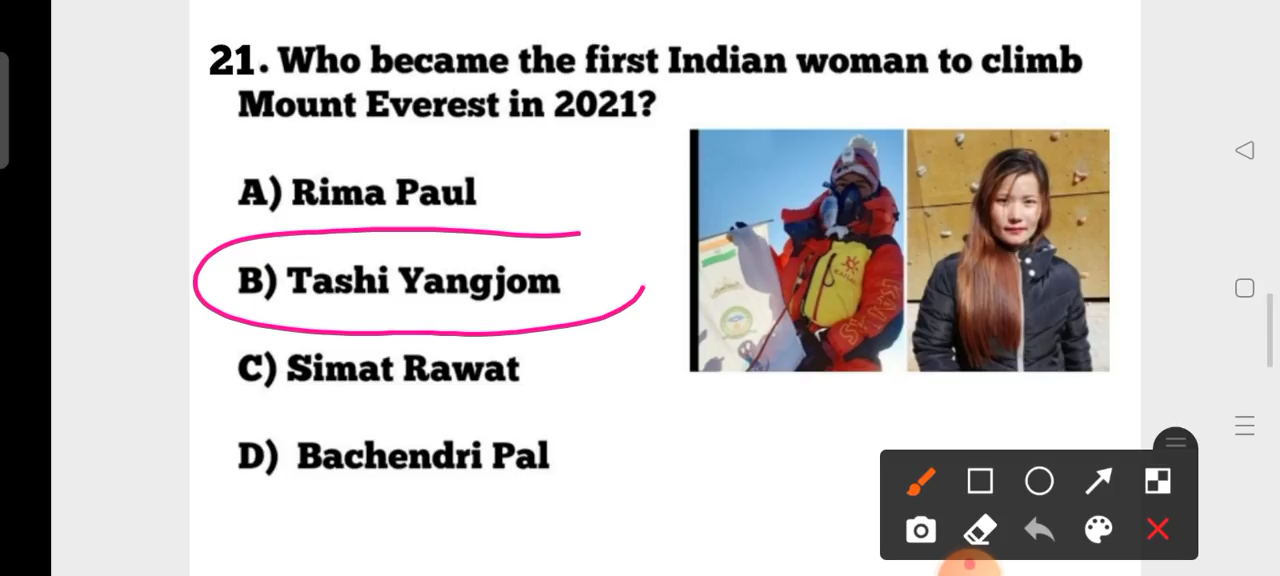 21. Who became the first Indian woman to climb
Mount Everest in 2021?
A) Rima Paul
B) Tashi Yangjom
C) Simat Rawat
D) Bachendri Pal